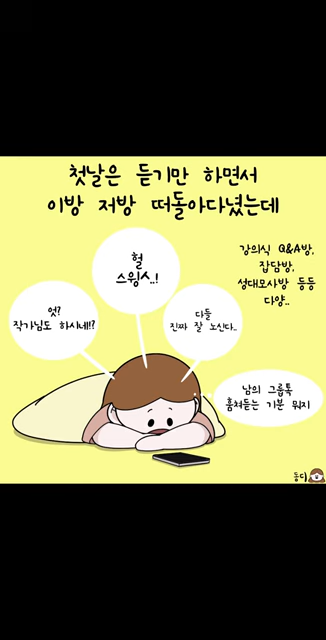 첫날은 듣기만 하면서
이방 저방 떠돌아다녔는데
헐
스윙스..!
강의식 Q&A방,
잡담방,
성대모사방 등등
다양..
엇?
작가님도 하시네!?
다들
진짜 잘 노신다..
남의 그룹톡
훔쳐듣는 기분 뭐지
둥디